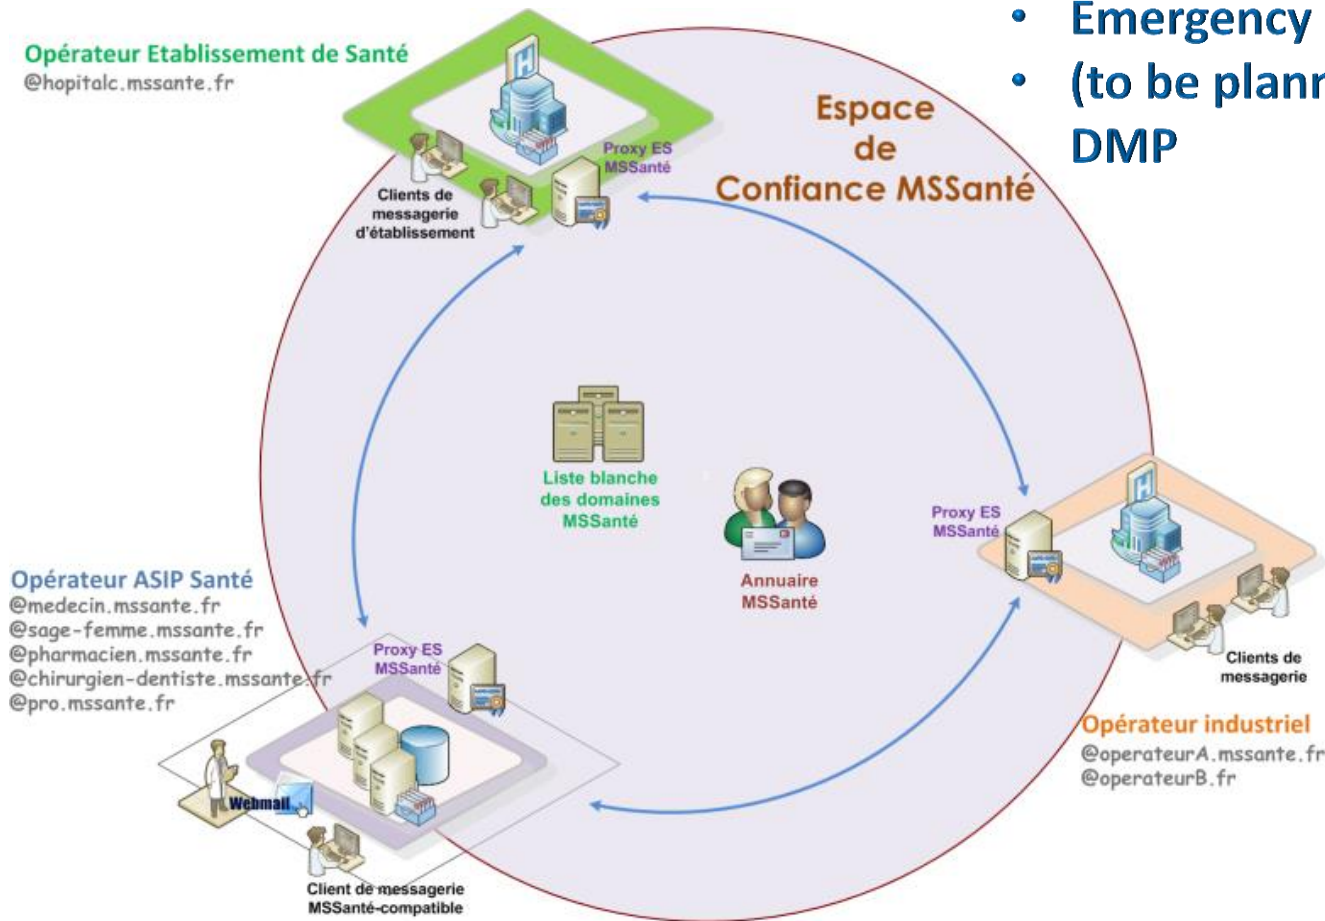 • Emergency
• (to be plann
DMP
Opérateur Etablissement de Santé
@hopitalc.mssante.fr
Espace
de
Confiance MSSanté
Proxy ES
MSSanté
Clients de
messagerie
d'établissement
Liste blanche
des domaines
MSSanté
Annuaire
MSSanté
Proxy ES
MSSanté
Clients de
messagerie
Opérateur industriel
@operateurA.mssante.fr
@operateurB.fr
Opérateur ASIP Santé
@medecin.mssante.fr
@sage-femme.mssante.fr
@pharmacien.mssante.fr
@chirurgien-dentiste.mssante.fr
@pro.mssante.fr
Proxy ES
MSSanté
Webmail
Client de messagerie
MSSanté-compatible